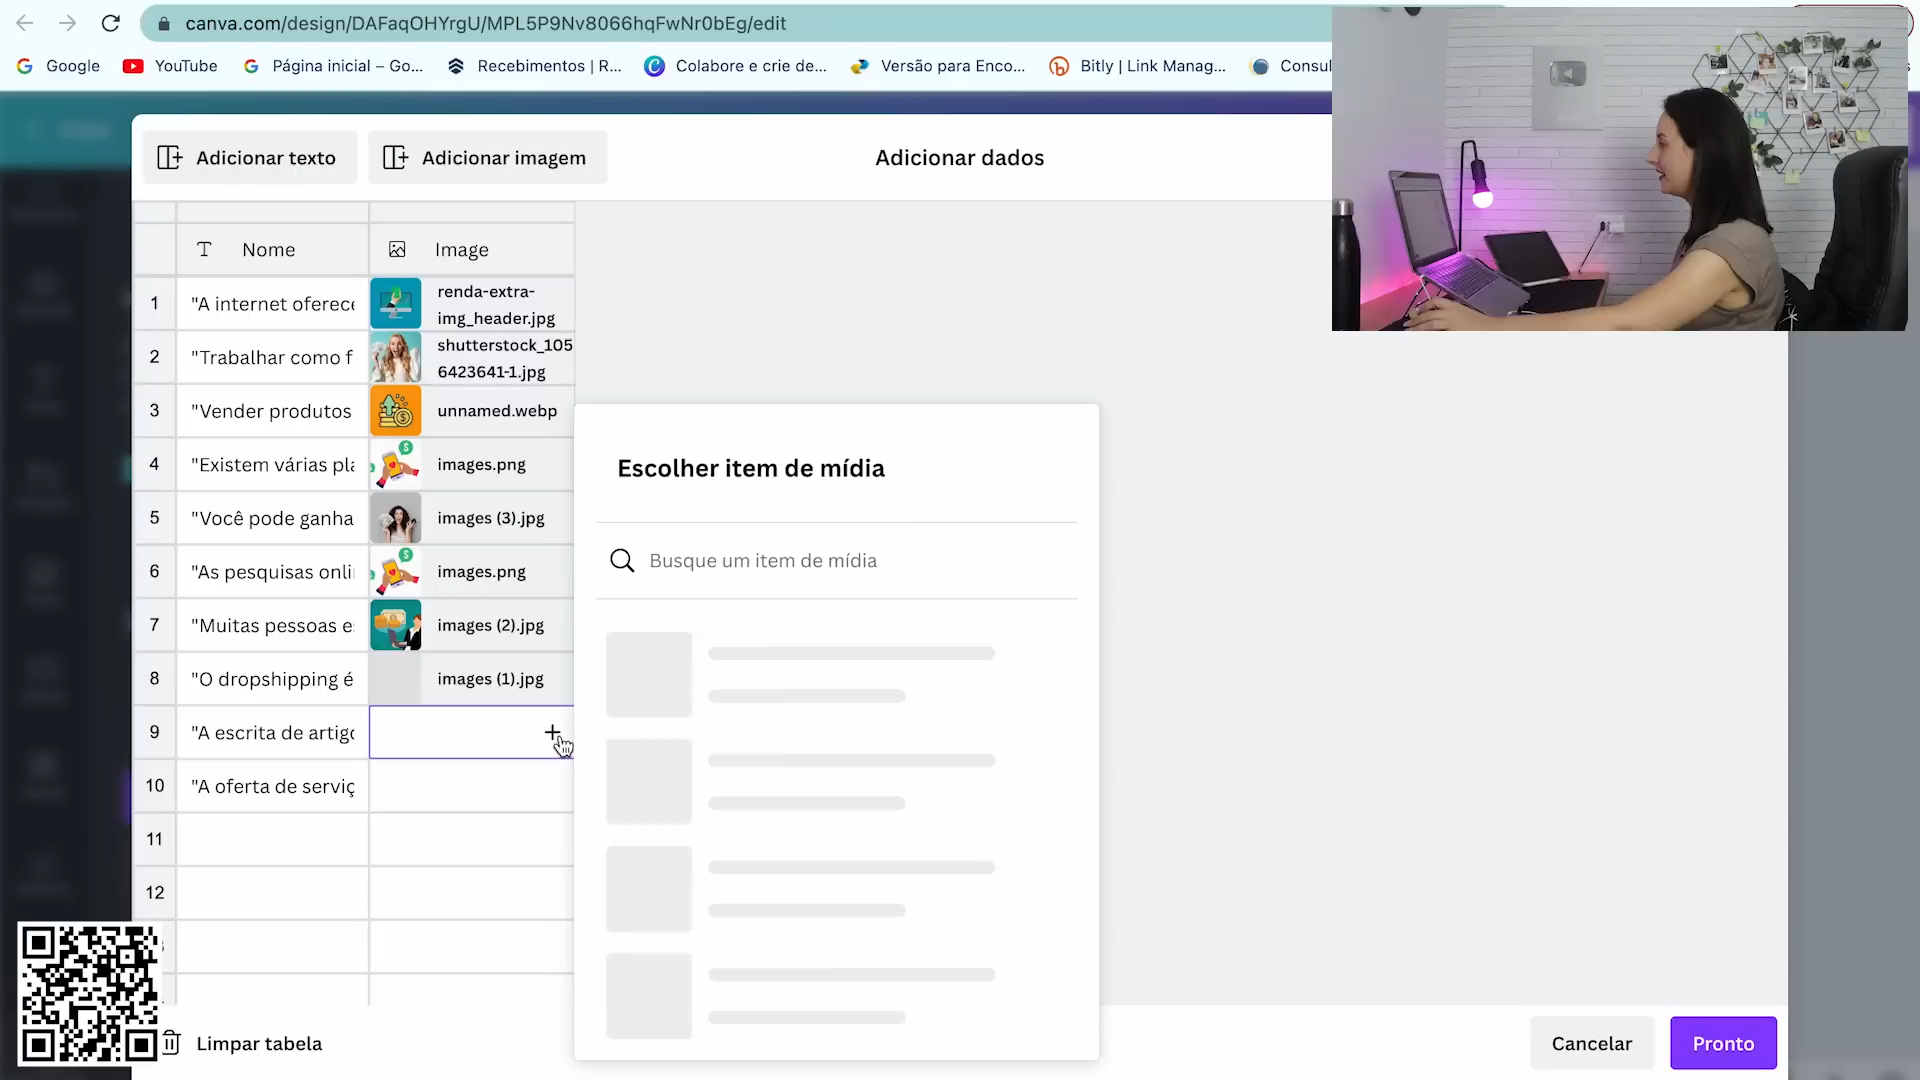 canva.com/design/DAFaqOHYrgU/MPL5P9Nv8066hqFwNr0bEg/edit
Google
YouTube
Página inicial – Go...
Recebimentos | R...
Colabore e crie de...
Versão para Enco...
Bitly | Link Manag...
Consul
Adicionar texto
Adicionar imagem
Adicionar dados
Nome
Image
1
"A internet oferece
renda-extra-
img_header.jpg
2
"Trabalhar como f
shutterstock_105
6423641-1.jpg
3
"Vender produtos
unnamed.webp
4
"Existem várias pla
images.png
5
"Você pode ganha
images (3).jpg
6
"As pesquisas onli
images.png
7
"Muitas pessoas e
images (2).jpg
8
"O dropshipping é
images (1).jpg
9
"A escrita de artigo
10
"A oferta de serviç
11
12
Escolher item de mídia
Busque um item de mídia
Limpar tabela
Cancelar
Pronto